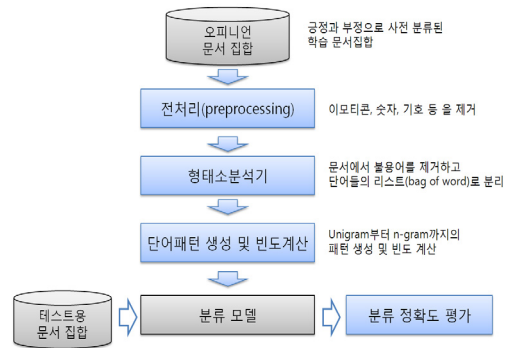 오피니언
문서 집합
긍정과 부정으로 사전 분류된
학습 문서집합
전처리(preprocessing)
이모티콘, 숫자, 기호 등 을 제거
형태소분석기
문서에서 불용어를 제거하고
단어들의 리스트(bag of word)로 분리
단어패턴 생성 및 빈도계산
Unigram부터 n-gram까지의
패턴 생성 및 빈도 계산
테스트용
문서 집합
분류 모델
분류 정확도 평가